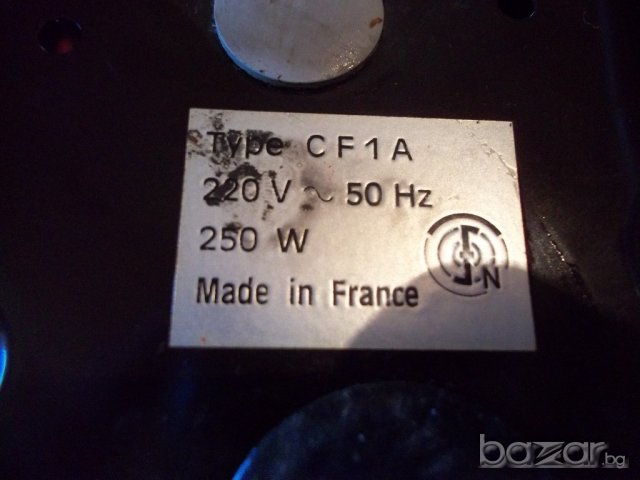 Type CF1A
220 V ~ 50 Hz
250 W
Made in France
N
bazar.bg